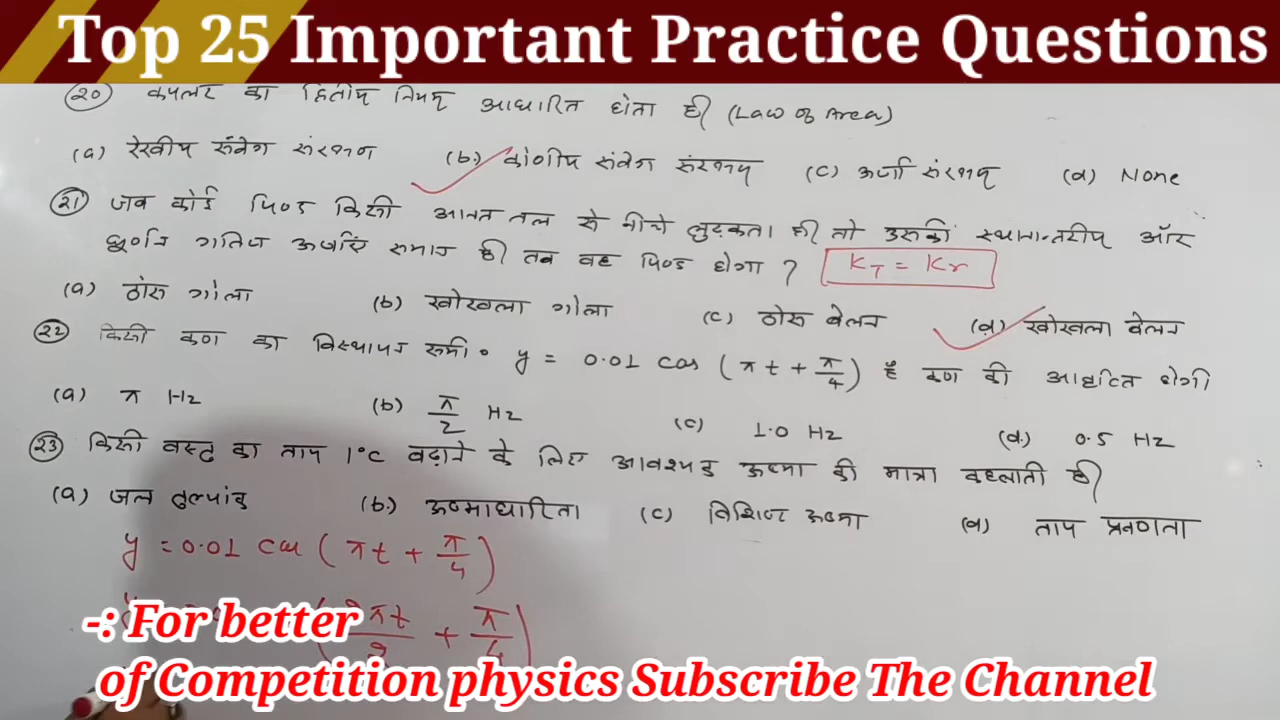 Top 25 Important Practice Questions
(20) केपलर का द्वितीय नियम आधारित होता है (Law of Area)
(a) रेखीय संवेग संरक्षण (b.) कोणीय संवेग संरक्षण (c) ऊर्जा संरक्षण (d) None
(21) जब कोई पिण्ड किसी आनत तल से नीचे लुढ़कता है तो उसकी स्थानान्तरीय और
घूर्णन गतिज ऊर्जाएं समान है तब वह पिण्ड होगा ? KT = Kr
(a) ठोस गोला (b) खोखला गोला (c) ठोस बेलन (d) खोखला बेलन
(22) किसी कण का विस्थापन समी॰ y = 0.01 cos (πt + π/4) है कण की आवृत्ति होगी
(a) π Hz (b) π/2 Hz (c) 1.0 Hz (d.) 0.5 Hz
(23) किसी वस्तु का ताप 1°C बढ़ाने के लिए आवश्यक ऊष्मा की मात्रा कहलाती है
(a) जल तुल्यांक (b.) ऊष्माधारिता (c) विशिष्ट ऊष्मा (d) ताप प्रवणता
y = 0.01 cos (πt + π/4)
(2πt/2 + π/4)
-: For better
of Competition physics Subscribe The Channel